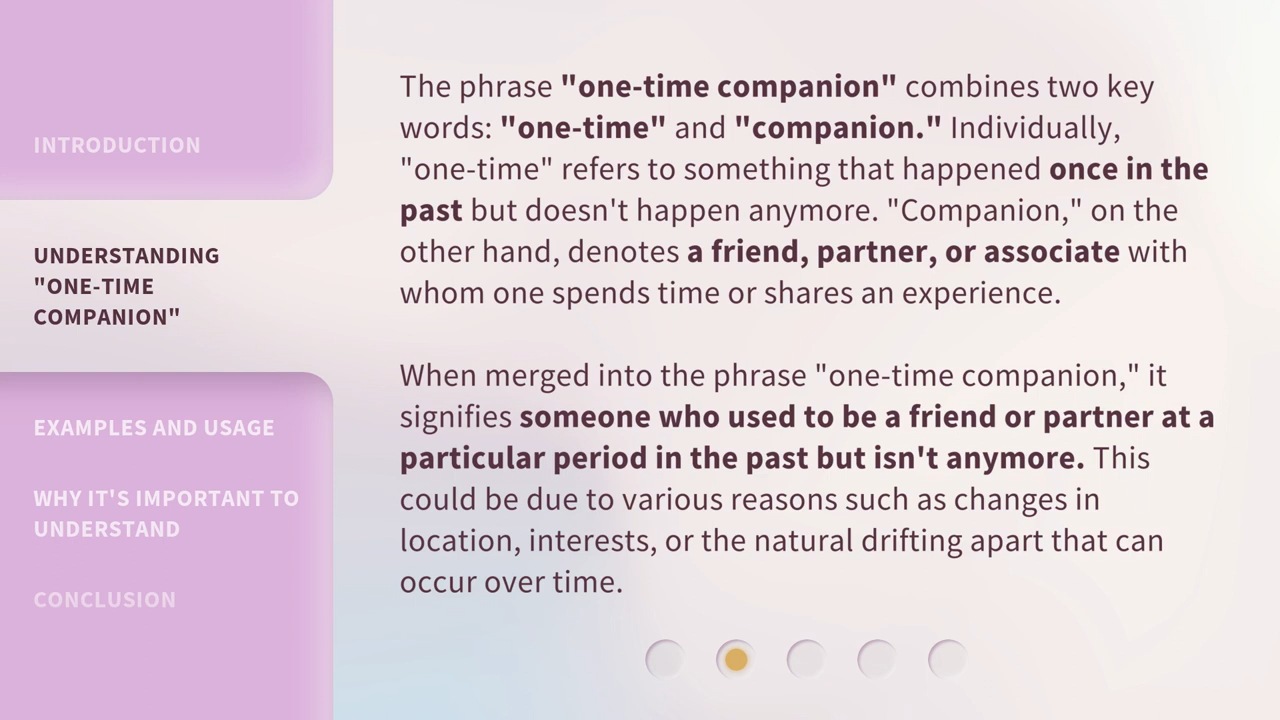 INTRODUCTION
UNDERSTANDING
"ONE-TIME
COMPANION"
EXAMPLES AND USAGE
WHY IT'S IMPORTANT TO
UNDERSTAND
CONCLUSION
The phrase "one-time companion" combines two key
words: "one-time" and "companion." Individually,
"one-time" refers to something that happened once in the
past but doesn't happen anymore. "Companion," on the
other hand, denotes a friend, partner, or associate with
whom one spends time or shares an experience.
When merged into the phrase "one-time companion," it
signifies someone who used to be a friend or partner at a
particular period in the past but isn't anymore. This
could be due to various reasons such as changes in
location, interests, or the natural drifting apart that can
occur over time.